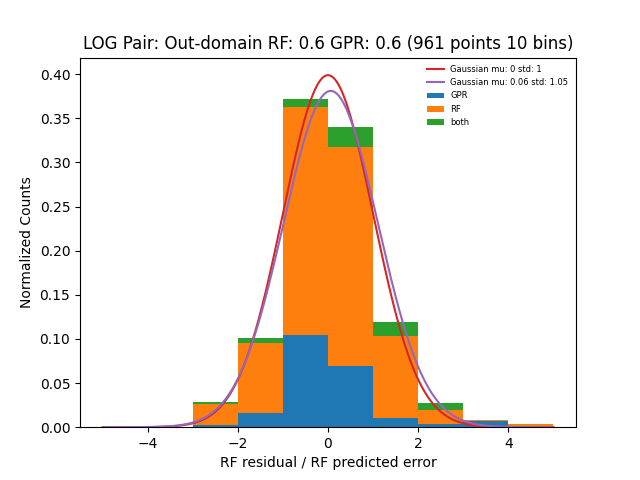 LOG Pair: Out-domain RF: 0.6 GPR: 0.6 (961 points 10 bins)
Gaussian mu: 0 std: 1
Gaussian mu: 0.06 std: 1.05
GPR
RF
both
0.40
0.35
0.30
0.25
0.20
0.15
0.10
0.05
0.00
Normalized Counts
−4 −2 0 2 4
RF residual / RF predicted error